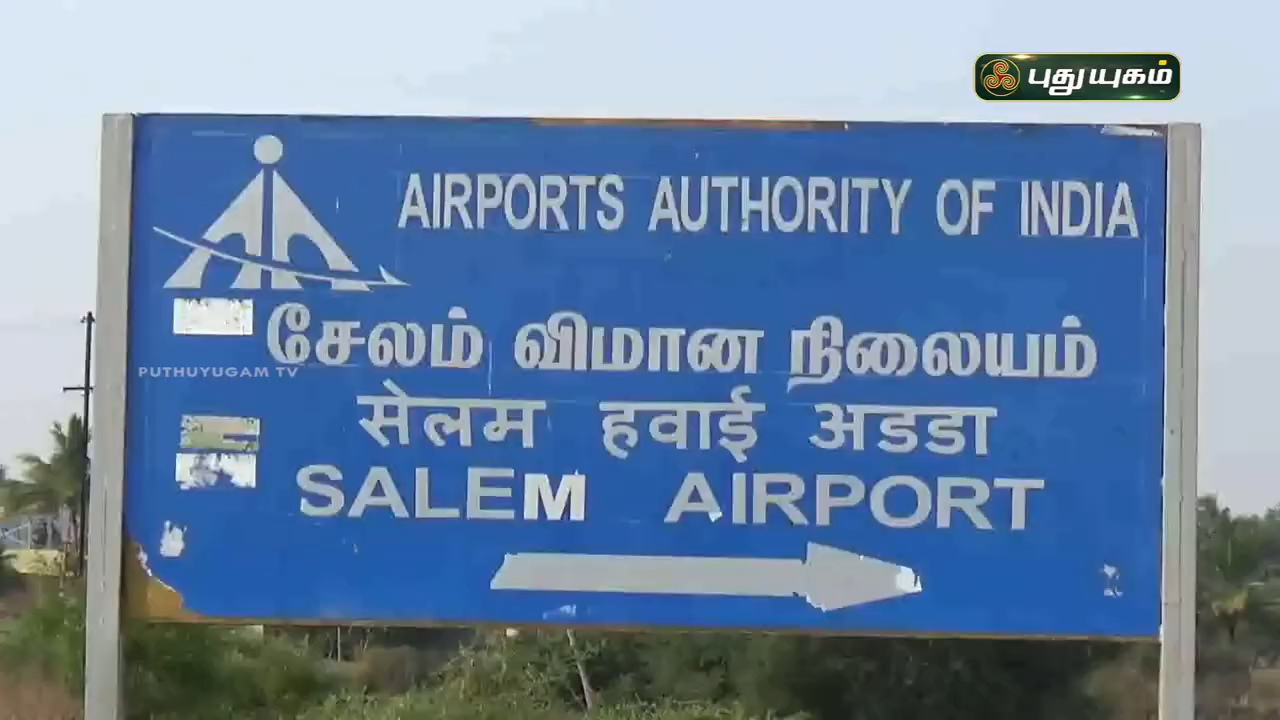 புதுயுகம்
AIRPORTS AUTHORITY OF INDIA
சேலம் விமான நிலையம்
PUTHUYUGAM TV
सेलम हवाई अडडा
SALEM AIRPORT